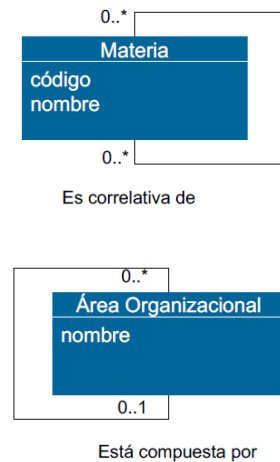 0..*
Materia
código
nombre
0..*
Es correlativa de
0..*
Área Organizacional
nombre
0..1
Está compuesta por